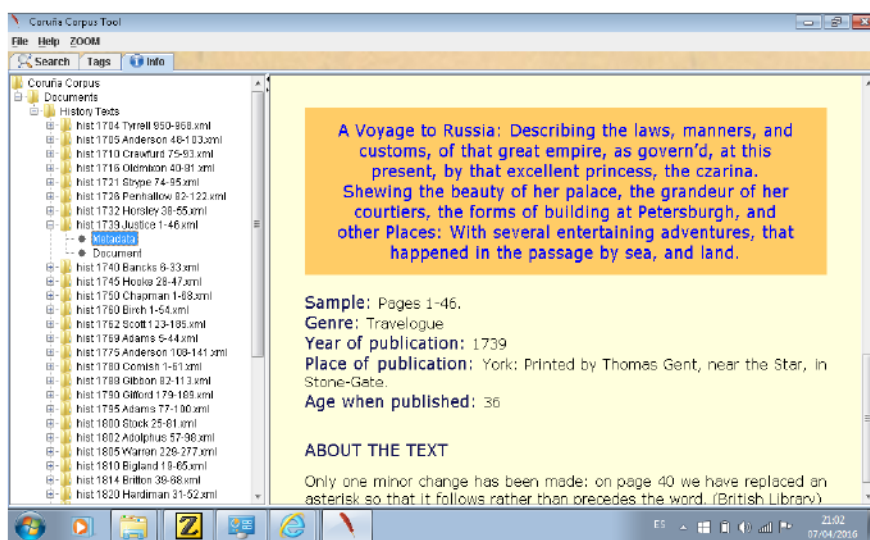 Coruña Corpus Tool
File Help ZOOM
Search Tags Info
Coruña Corpus
Documents
History Texts
hist 1704 Tyrrell 950-968.xml
hist 1705 Anderson 48-103.xml
hist 1710 Crawfurd 75-93.xml
hist 1716 Oldmixon 40-91.xml
hist 1721 Strype 74-95.xml
hist 1726 Penhallow 82-122.xml
hist 1732 Horsley 38-55.xml
hist 1739 Justice 1-46.xml
Metadata
Document
hist 1740 Bancks 6-33.xml
hist 1745 Hooke 28-47.xml
hist 1750 Chapman 1-68.xml
hist 1760 Birch 1-54.xml
hist 1762 Scott 123-185.xml
hist 1769 Adams 5-44.xml
hist 1775 Anderson 108-141.xml
hist 1780 Cornish 1-61.xml
hist 1788 Gibbon 82-113.xml
hist 1790 Gifford 179-189.xml
hist 1795 Adams 77-100.xml
hist 1800 Stock 25-81.xml
hist 1802 Adolphus 57-98.xml
hist 1805 Warren 229-277.xml
hist 1810 Bigland 19-65.xml
hist 1814 Britton 38-68.xml
hist 1820 Hardiman 31-52.xml
A Voyage to Russia: Describing the laws, manners, and
customs, of that great empire, as govern'd, at this
present, by that excellent princess, the czarina.
Shewing the beauty of her palace, the grandeur of her
courtiers, the forms of building at Petersburgh, and
other Places: With several entertaining adventures, that
happened in the passage by sea, and land.
Sample: Pages 1-46.
Genre: Travelogue
Year of publication: 1739
Place of publication: York: Printed by Thomas Gent, near the Star, in
Stone-Gate.
Age when published: 36
ABOUT THE TEXT
Only one minor change has been made: on page 40 we have replaced an
asterisk so that it follows rather than precedes the word. (British Library)
ES
21:02
07/04/2016